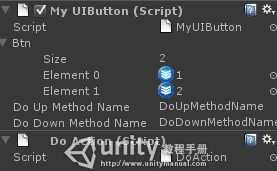 My UIButton (Script)
Script MyUIButton
Btn
Size 2
Element 0 1
Element 1 2
Do Up Method Name DoUpMethodName
Do Down Method Name DoDownMethodName
Do Action (Script)
Script DoAction
unity 教程手册
www.unitymanual.com